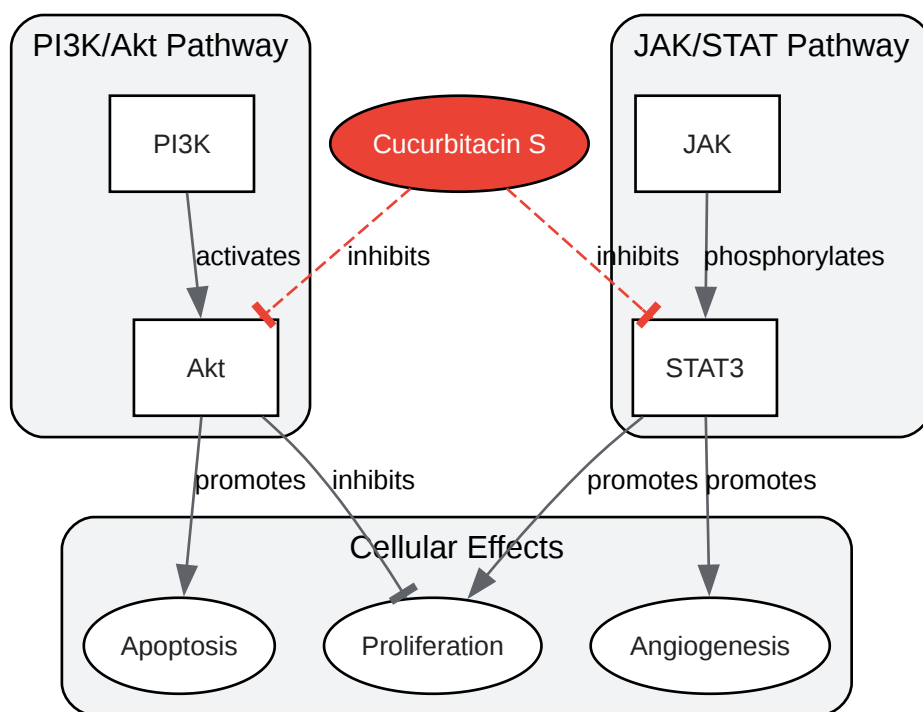 PI3K/Akt Pathway
JAK/STAT Pathway
PI3K
Cucurbitacin S
JAK
activates
inhibits
inhibits
phosphorylates
Akt
STAT3
promotes
inhibits
promotes
promotes
Cellular Effects
Apoptosis
Proliferation
Angiogenesis